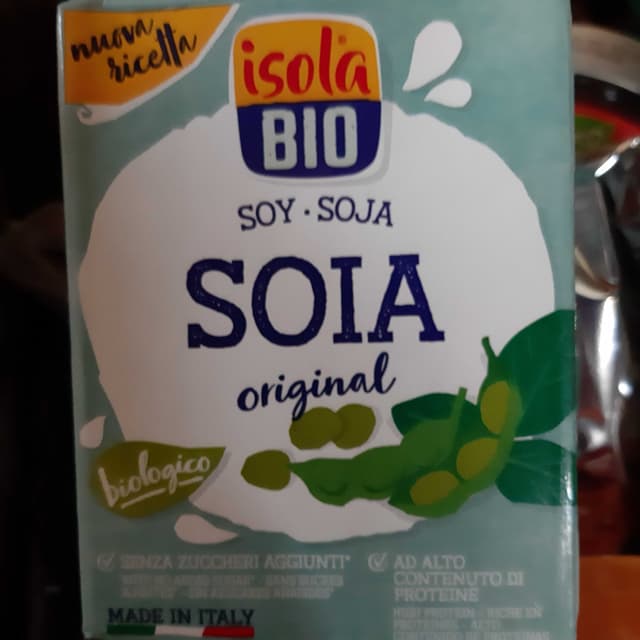 nuova
ricetta
isola
BIO
SOY · SOJA
SOIA
original
biologico
SENZA ZUCCHERI AGGIUNTI*
AD ALTO
CONTENUTO DI
PROTEINE
MADE IN ITALY